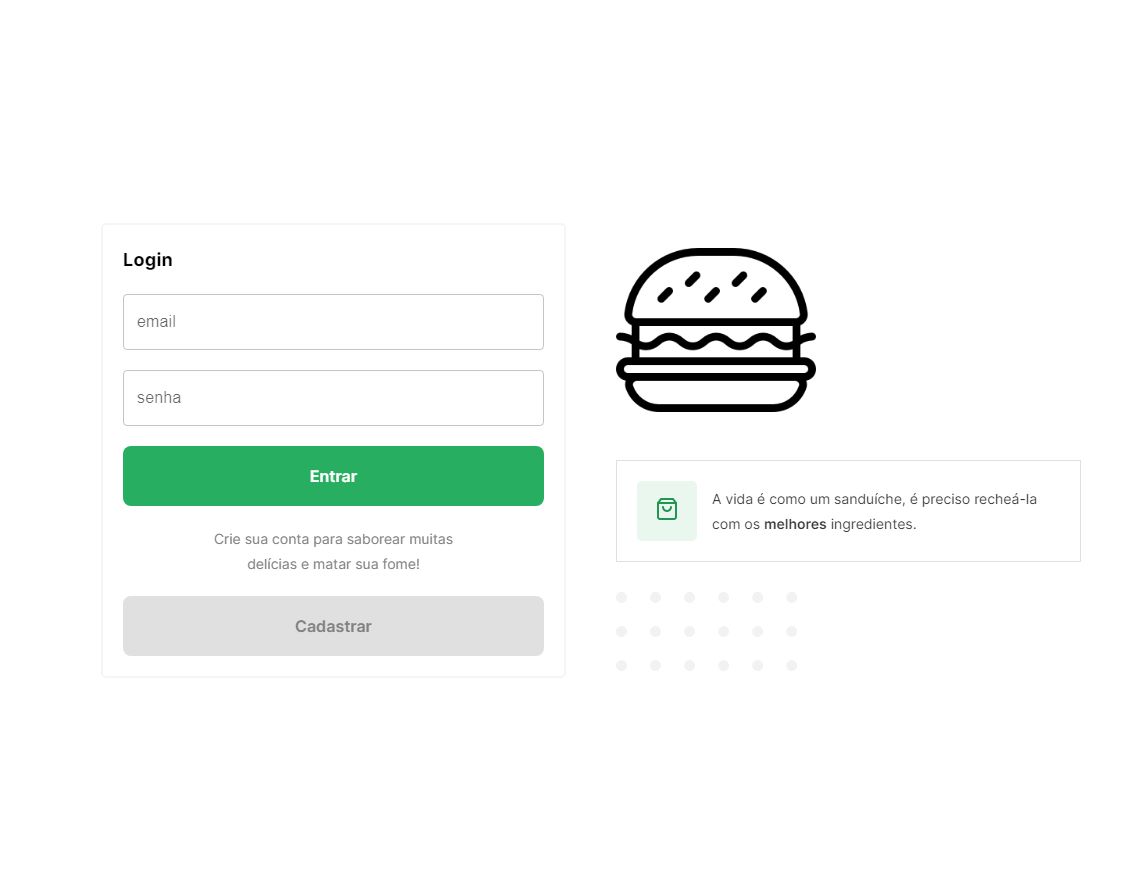 Login
email
senha
Entrar
Crie sua conta para saborear muitas
delícias e matar sua fome!
Cadastrar
A vida é como um sanduíche, é preciso recheá-la
com os melhores ingredientes.